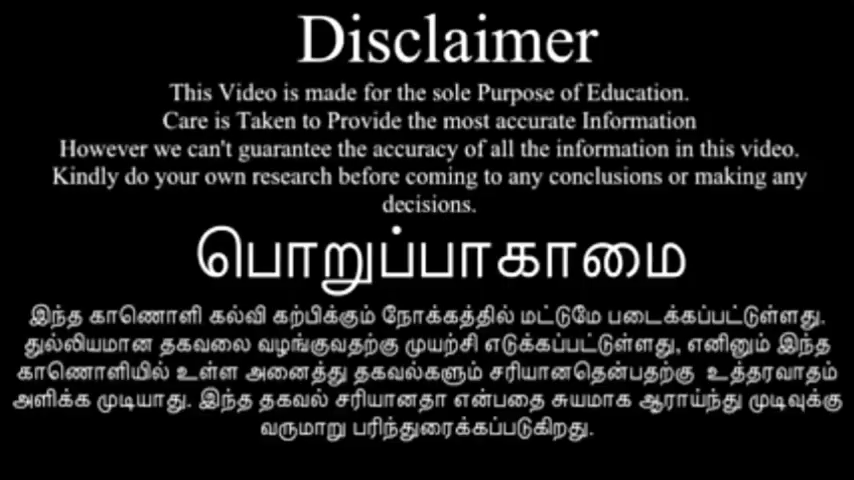 Disclaimer
This Video is made for the sole Purpose of Education.
Care is Taken to Provide the most accurate Information
However we can't guarantee the accuracy of all the information in this video.
Kindly do your own research before coming to any conclusions or making any
decisions.
பொறுப்பாகாமை
இந்த காணொளி கல்வி கற்பிக்கும் நோக்கத்தில் மட்டுமே படைக்கப்பட்டுள்ளது.
துல்லியமான தகவலை வழங்குவதற்கு முயற்சி எடுக்கப்பட்டுள்ளது, எனினும் இந்த
காணொளியில் உள்ள அனைத்து தகவல்களும் சரியானதென்பதற்கு உத்தரவாதம்
அளிக்க முடியாது. இந்த தகவல் சரியானதா என்பதை சுயமாக ஆராய்ந்து முடிவுக்கு
வருமாறு பரிந்துரைக்கப்படுகிறது.